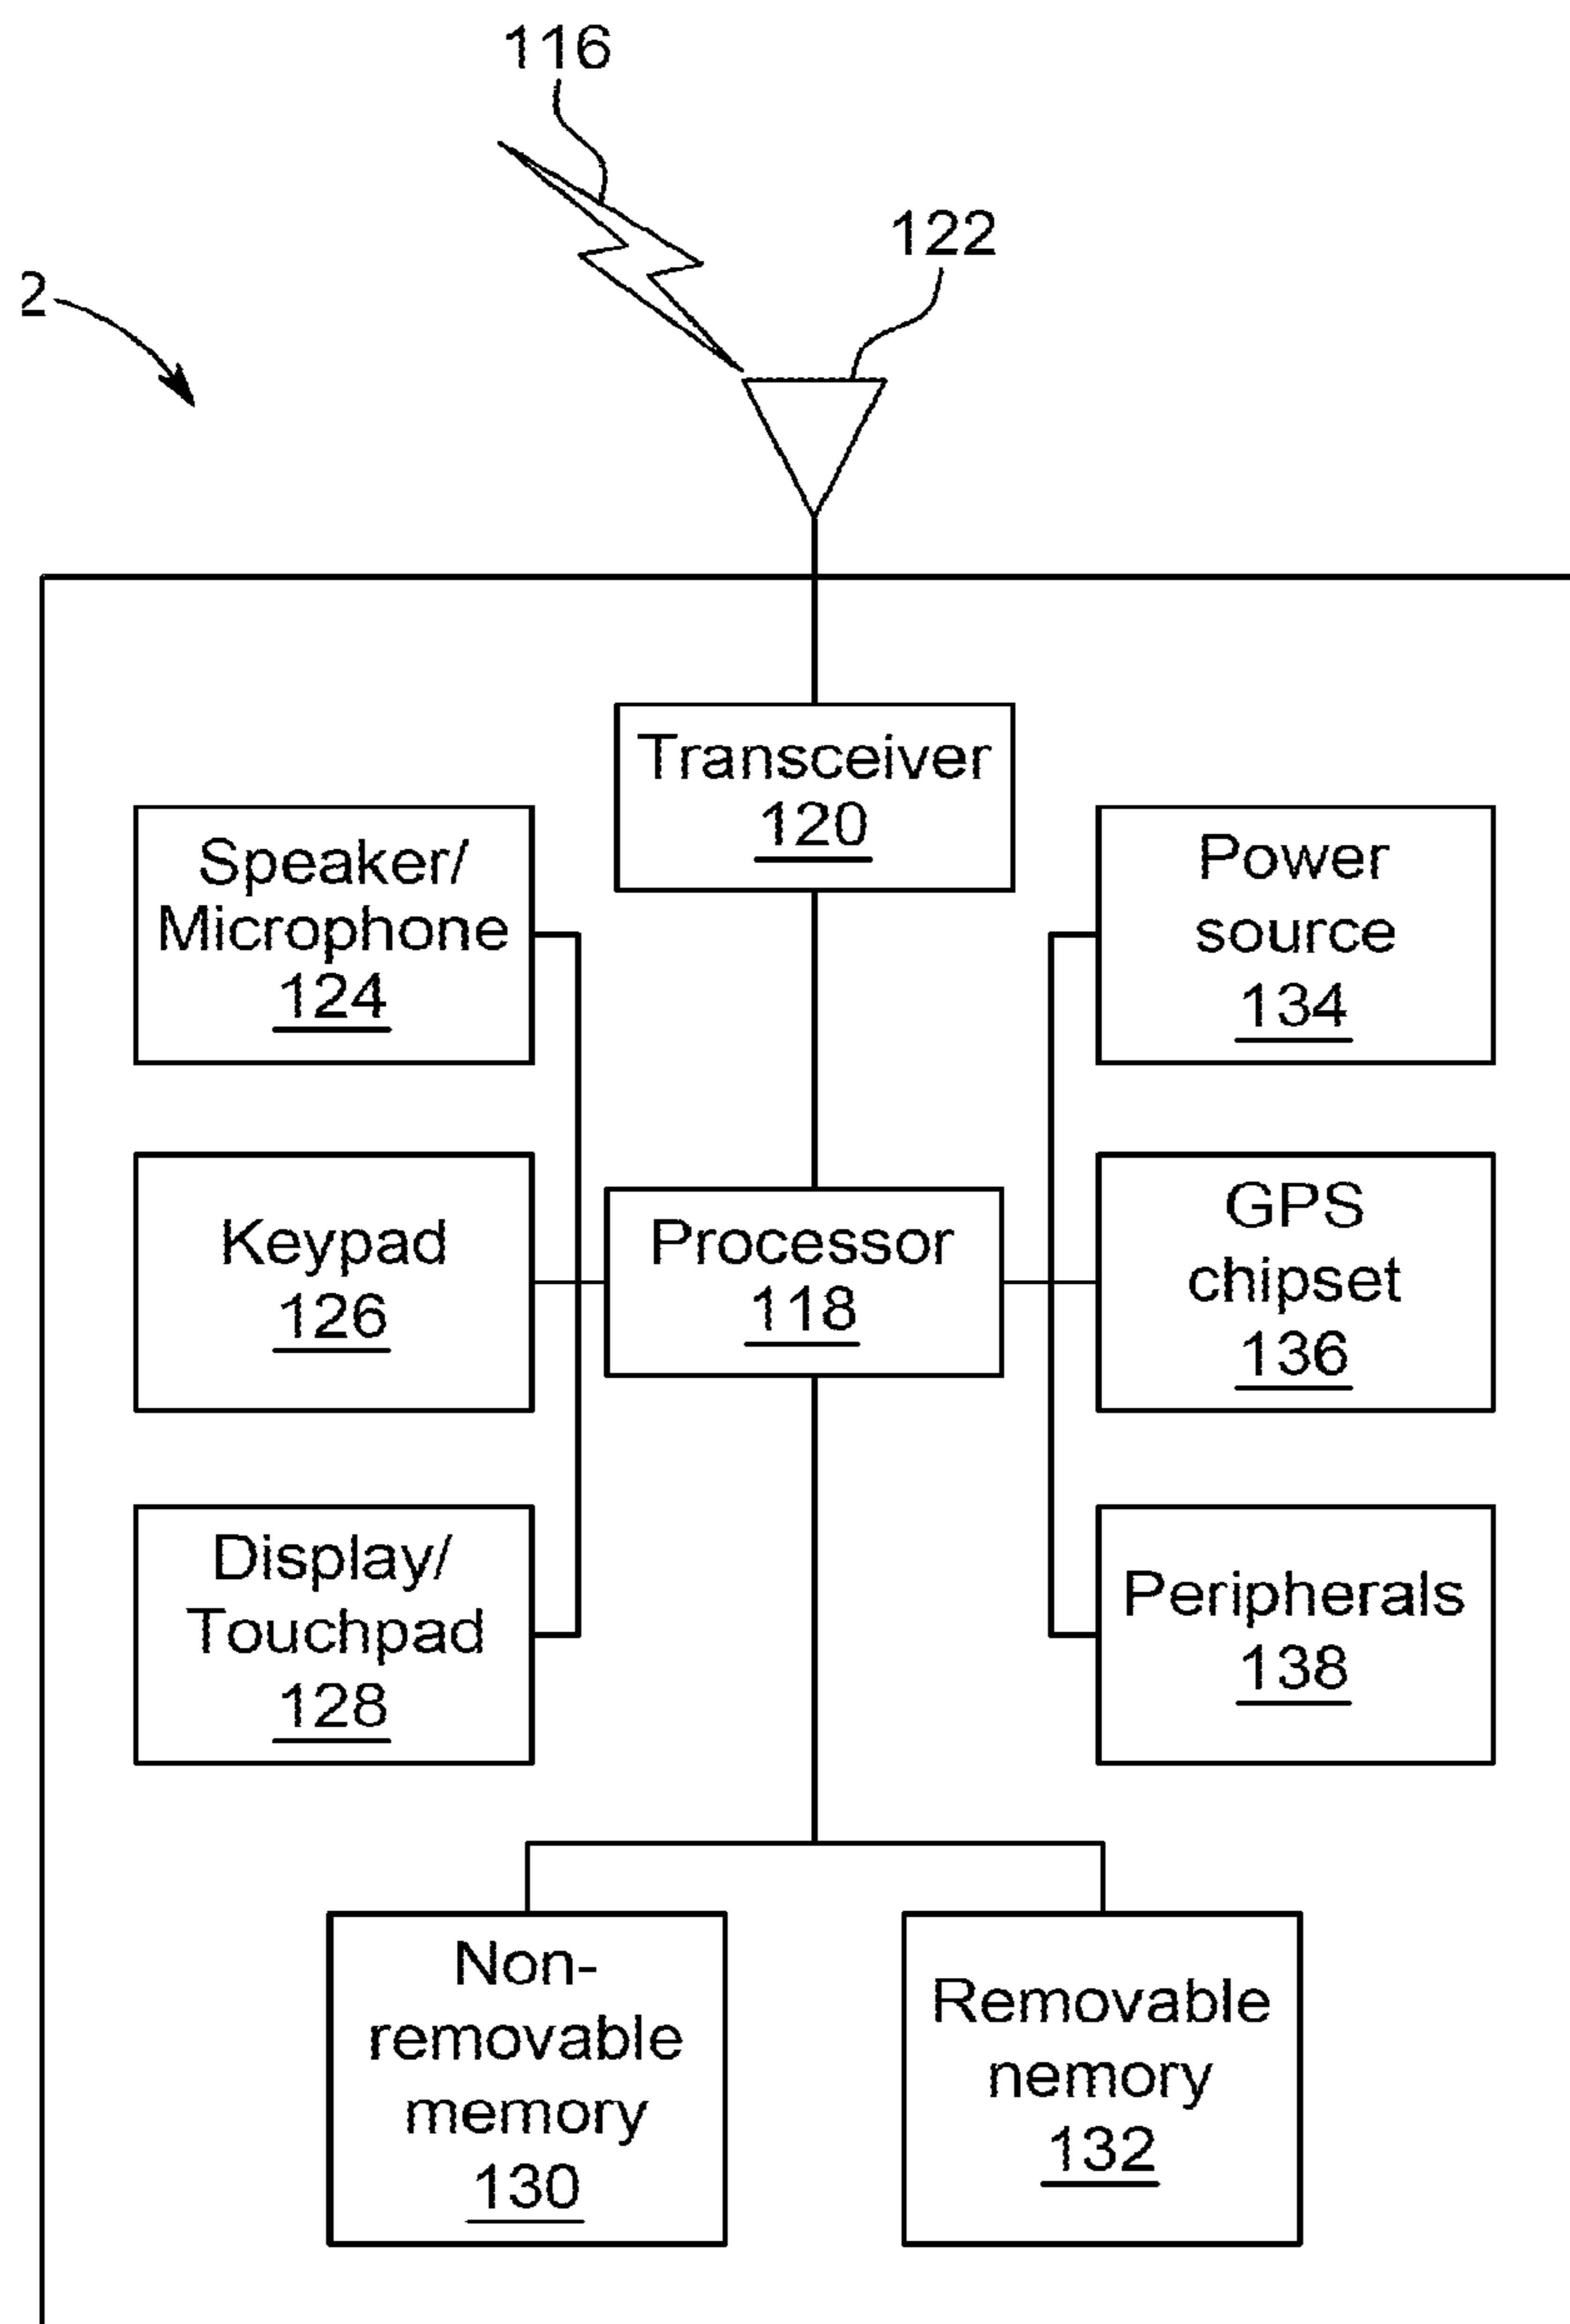 116
122
2
Transceiver
120
Speaker/
Microphone
124
Power
source
134
Keypad
126
Processor
118
GPS
chipset
136
Display/
Touchpad
128
Peripherals
138
Non-
removable
memory
130
Removable
nemory
132